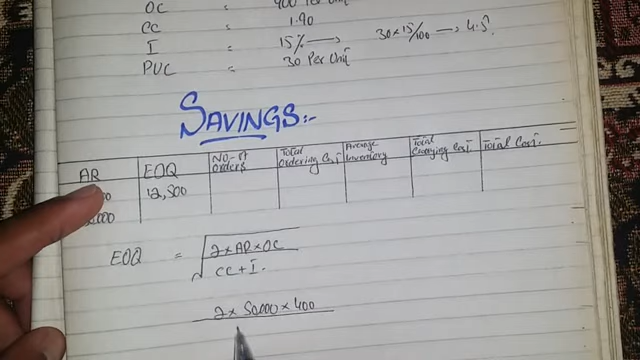 OC = 400 Per Unit
CC = 1.90
I = 15% → 30×15/100 → 4.5
PUC = 30 Per Unit
SAVINGS:-
AR EOQ No. of orders Total Ordering Cost Average Inventory Total Carrying Cost Total Cost.
12,500
EOQ = √ 2×AR×OC
CC+I.
2×50,000×400